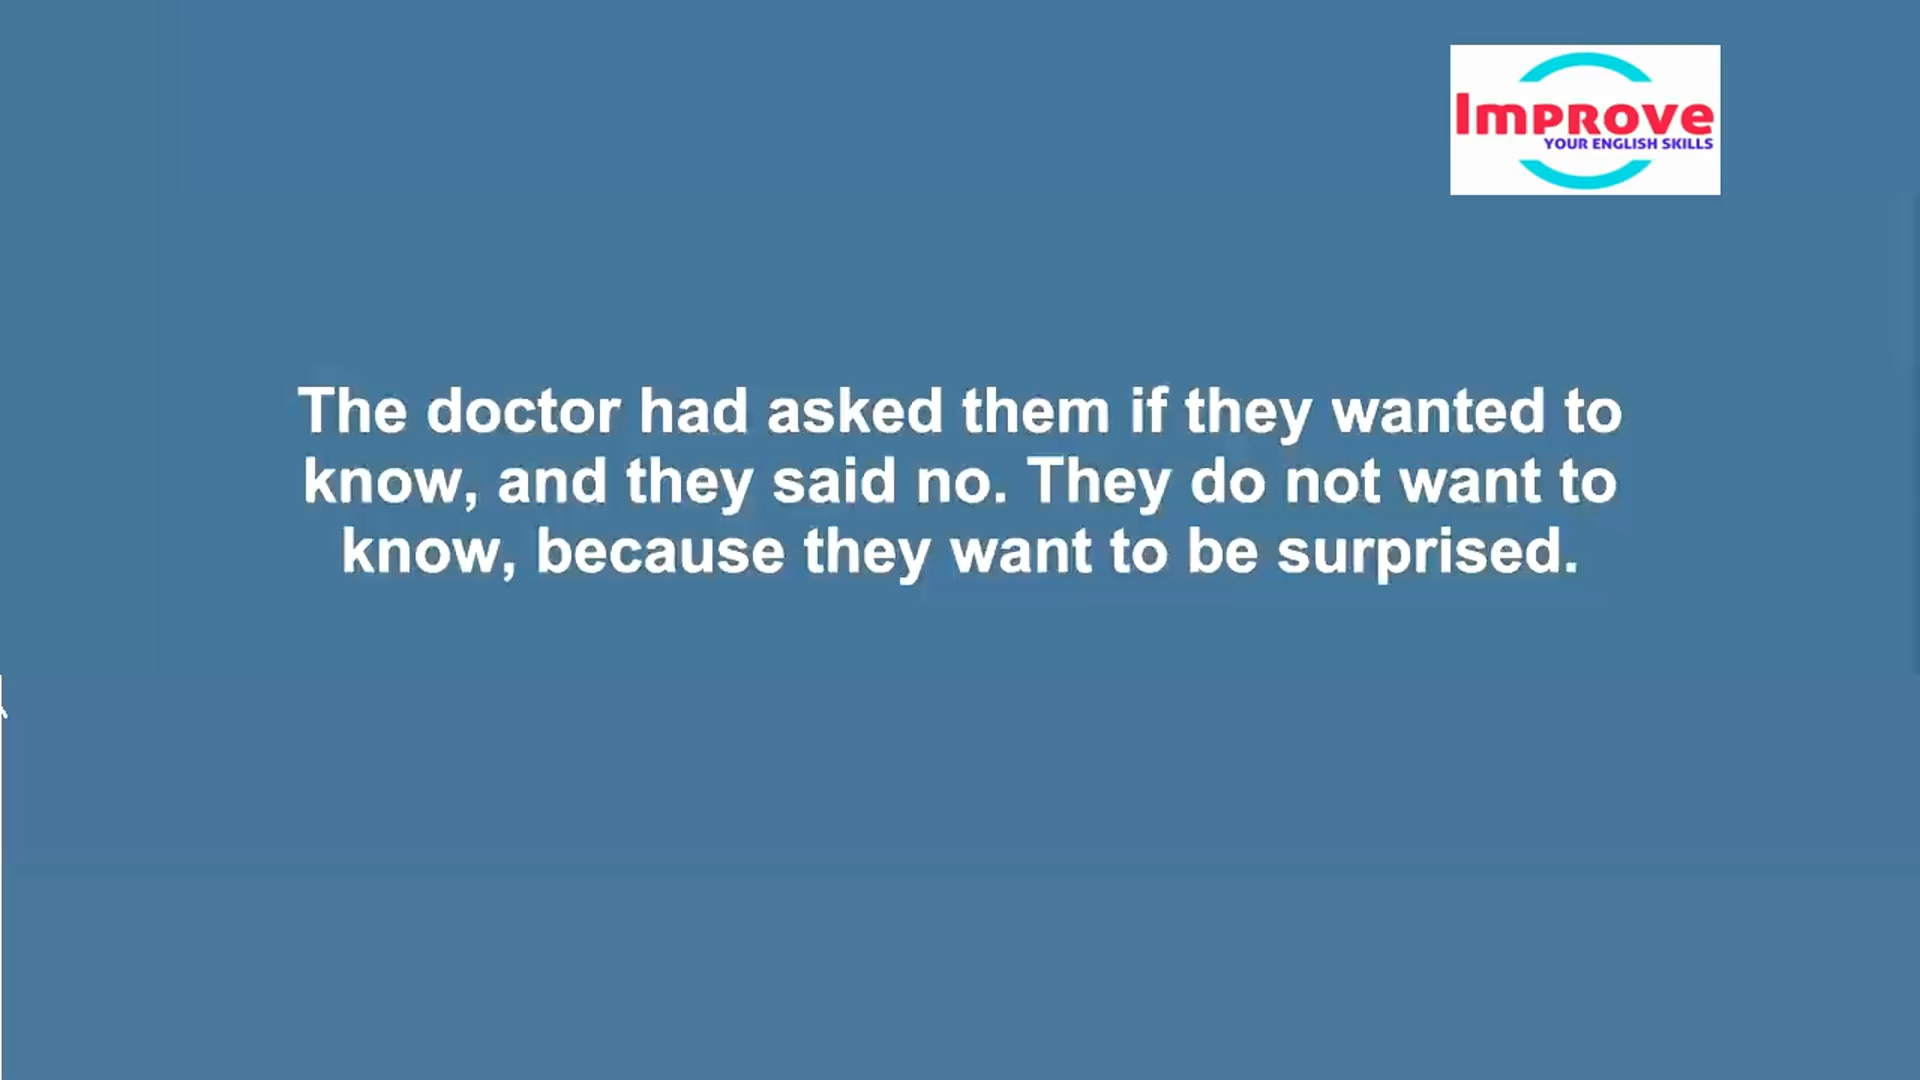 Improve
YOUR ENGLISH SKILLS
The doctor had asked them if they wanted to
know, and they said no. They do not want to
know, because they want to be surprised.